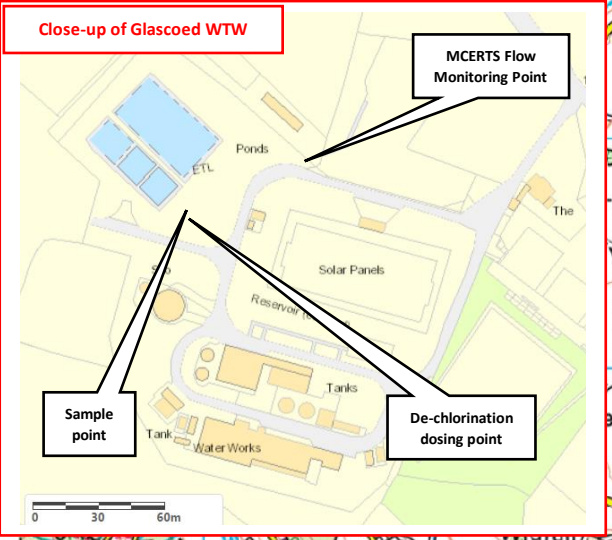 Close-up of Glascoed WTW
MCERTS Flow
Monitoring Point
Ponds
ETL
The
Solar Panels
Reservoir
Tanks
Sample
point
De-chlorination
dosing point
Tank
Water Works
0 30 60m